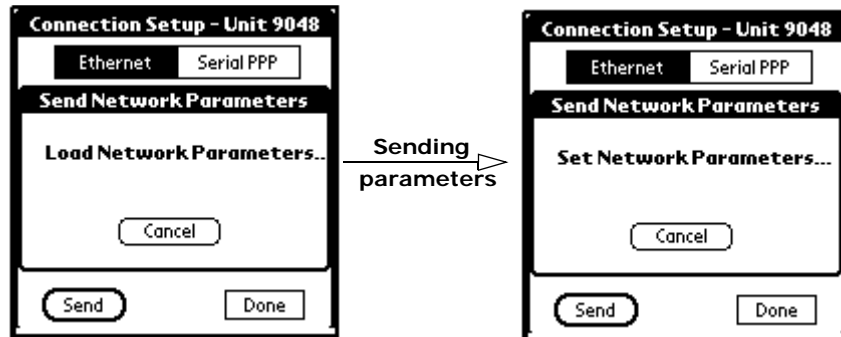 Connection Setup - Unit 9048
Ethernet Serial PPP
Send Network Parameters
Load Network Parameters..
Cancel
Send Done
Sending
parameters
Connection Setup - Unit 9048
Ethernet Serial PPP
Send Network Parameters
Set Network Parameters...
Cancel
Send Done